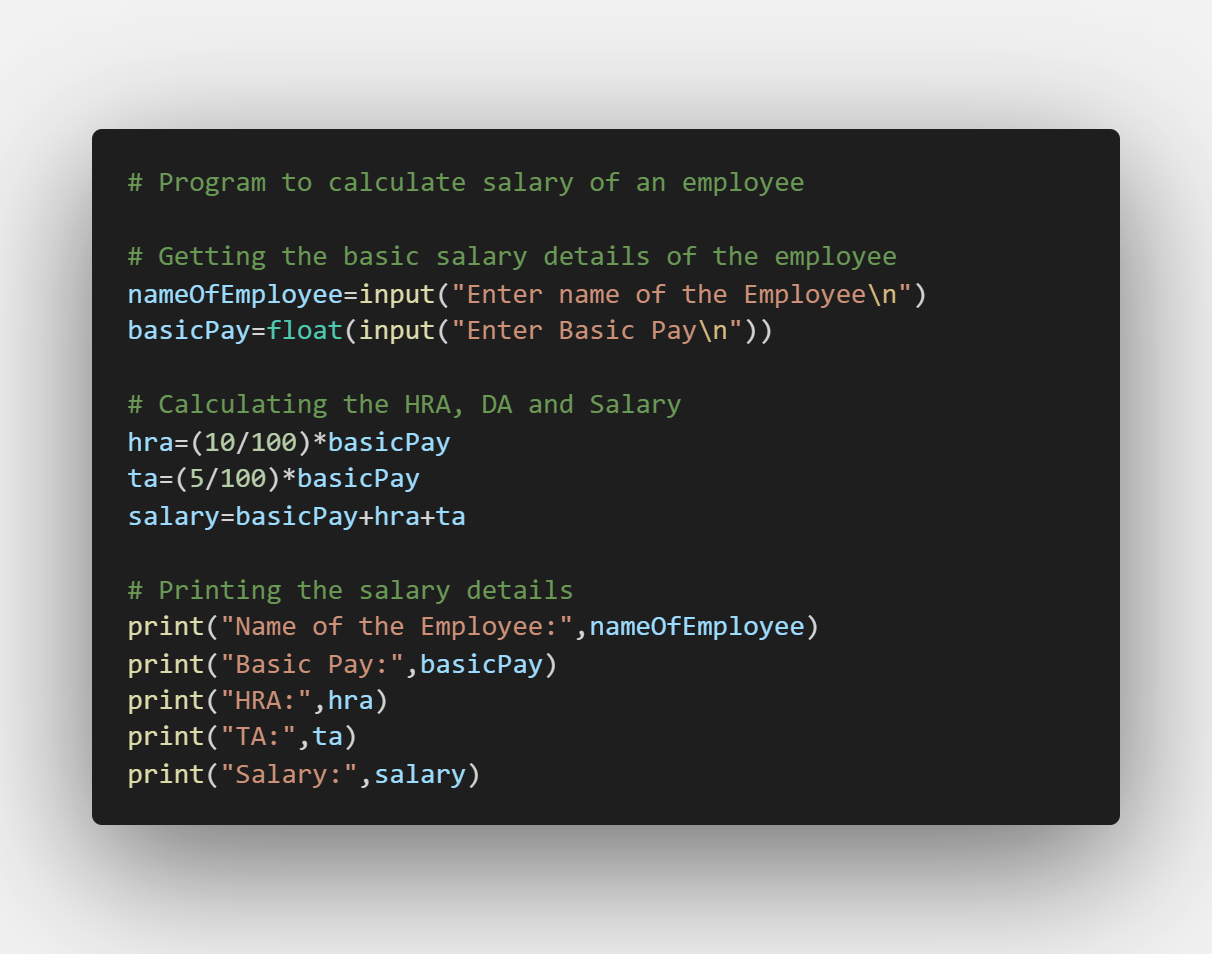 # Program to calculate salary of an employee
# Getting the basic salary details of the employee
nameOfEmployee=input("Enter name of the Employee\n")
basicPay=float(input("Enter Basic Pay\n"))
# Calculating the HRA, DA and Salary
hra=(10/100)*basicPay
ta=(5/100)*basicPay
salary=basicPay+hra+ta
# Printing the salary details
print("Name of the Employee:",nameOfEmployee)
print("Basic Pay:",basicPay)
print("HRA:",hra)
print("TA:",ta)
print("Salary:",salary)